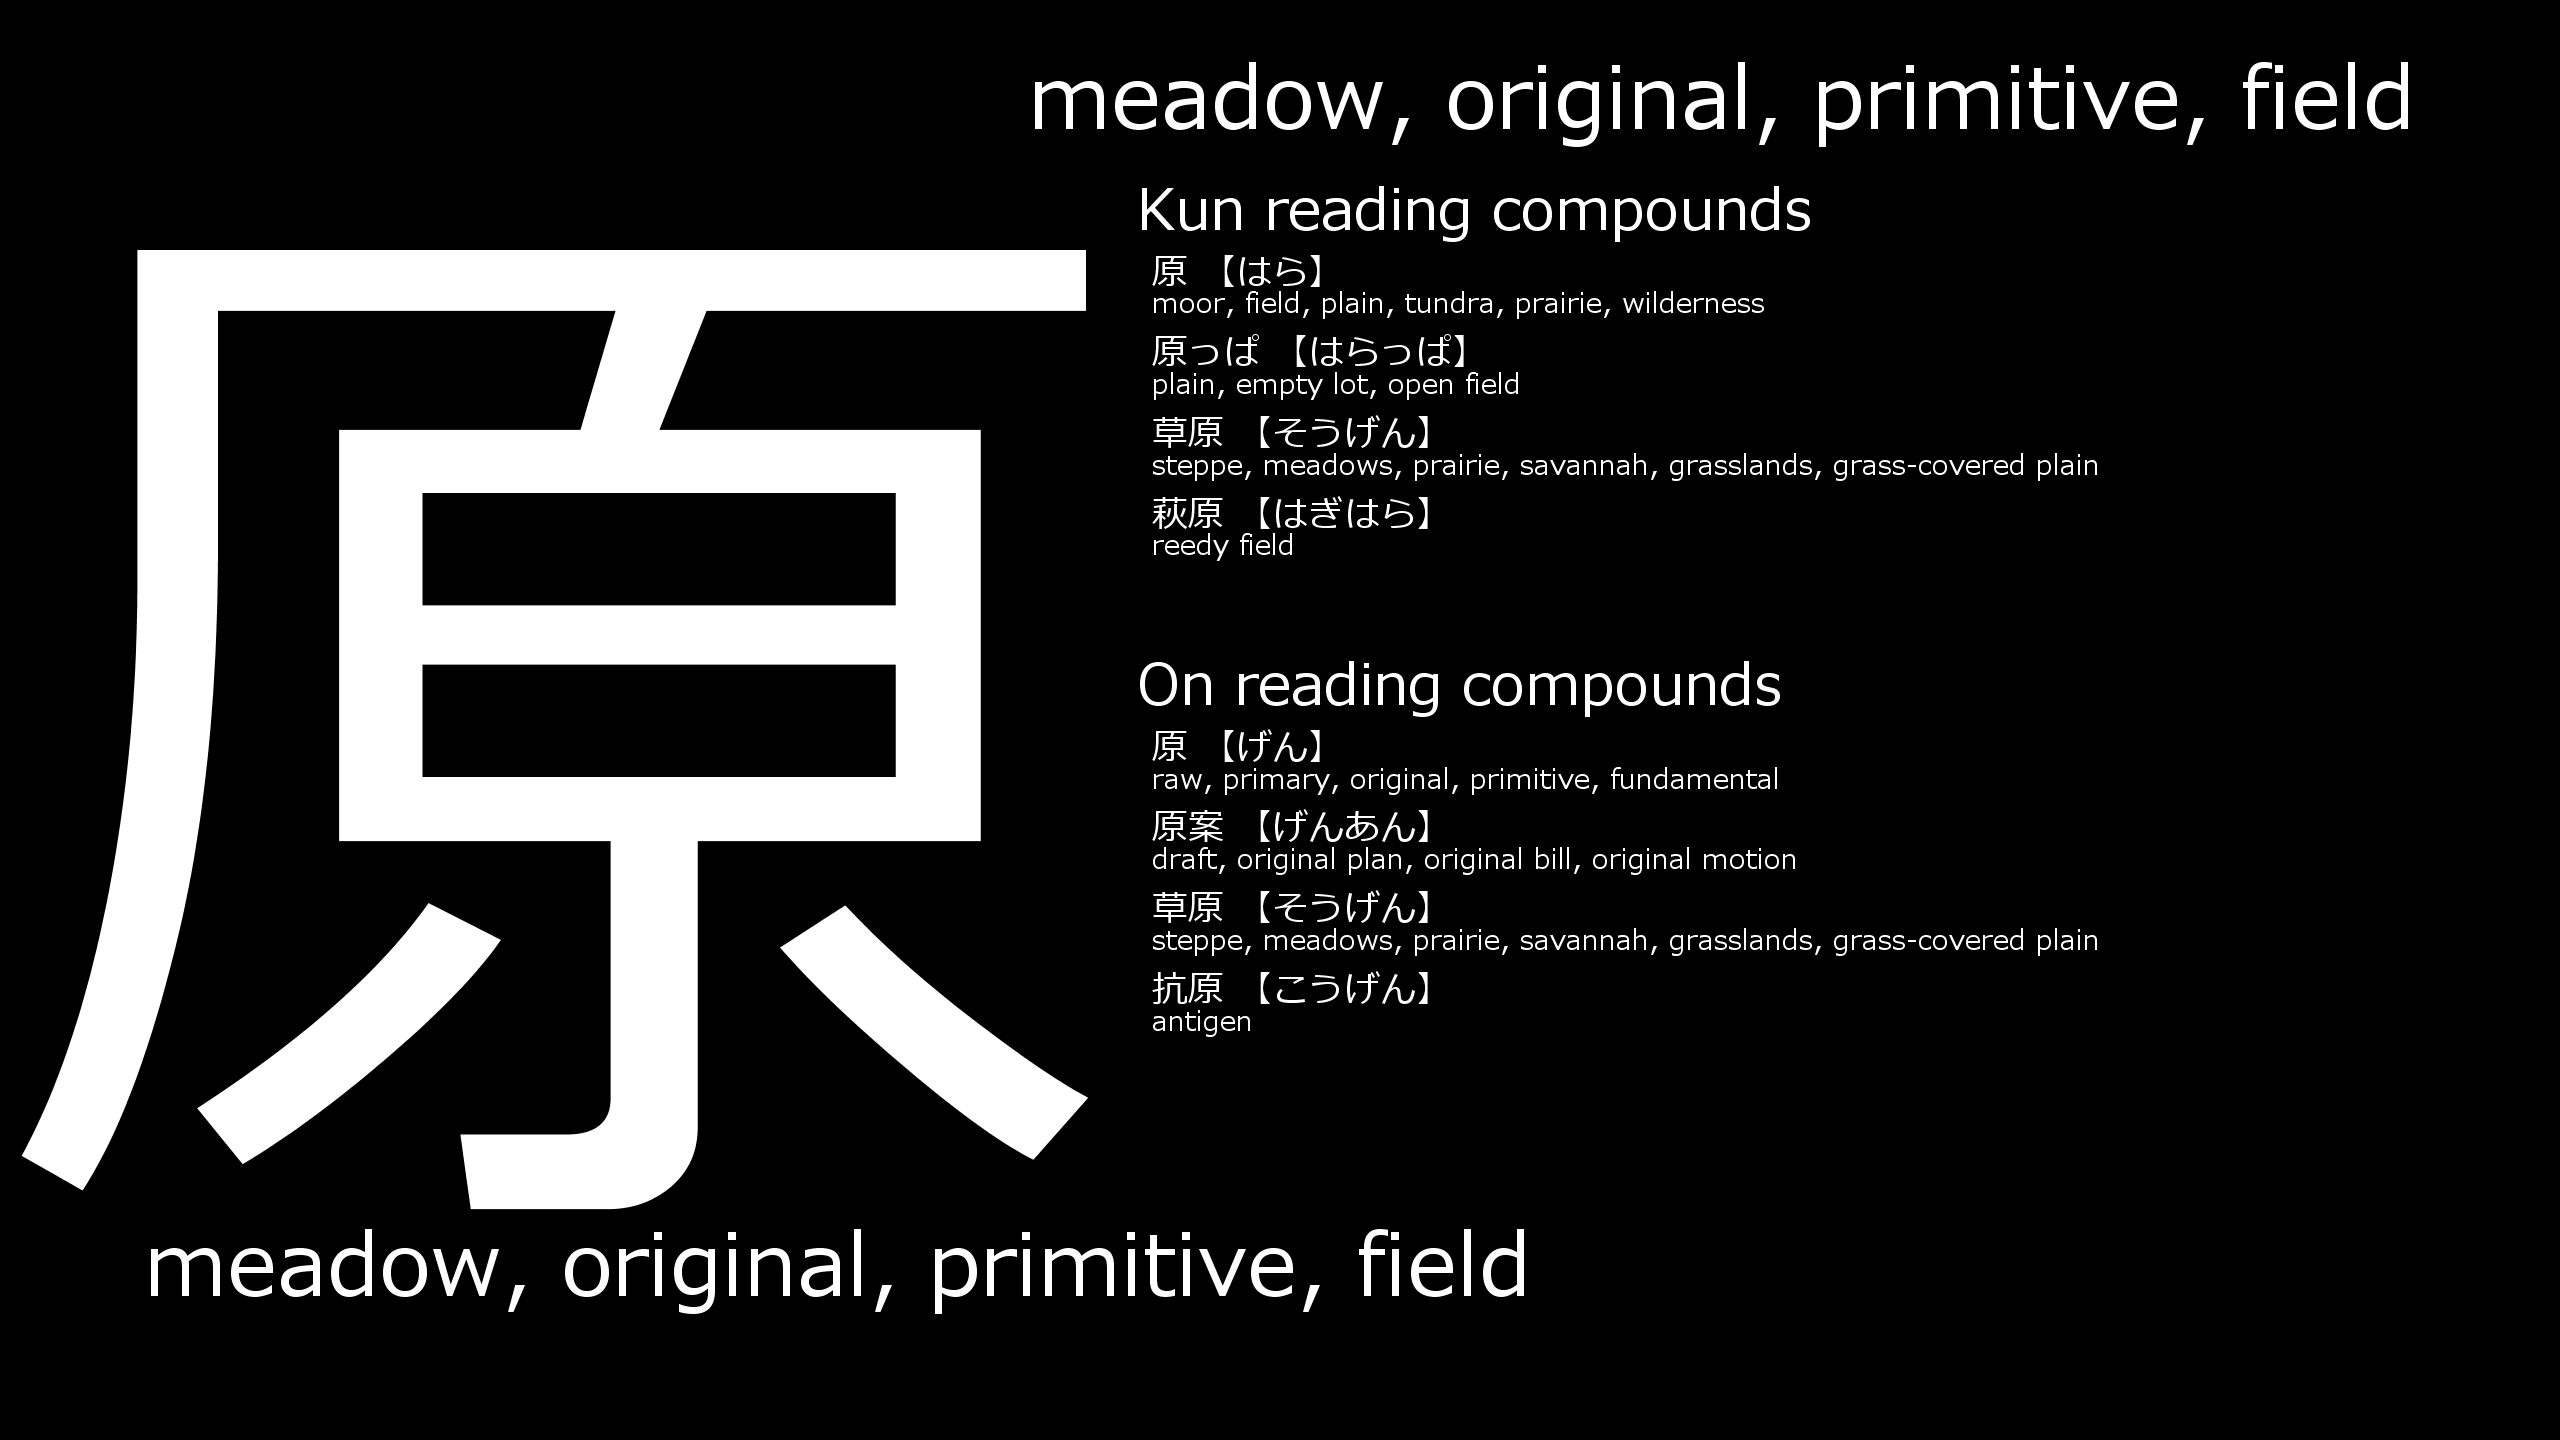 meadow, original, primitive, field
原
Kun reading compounds
原 【はら】
moor, field, plain, tundra, prairie, wilderness
原っぱ 【はらっぱ】
plain, empty lot, open field
草原 【そうげん】
steppe, meadows, prairie, savannah, grasslands, grass-covered plain
萩原 【はぎはら】
reedy field
On reading compounds
原 【げん】
raw, primary, original, primitive, fundamental
原案 【げんあん】
draft, original plan, original bill, original motion
草原 【そうげん】
steppe, meadows, prairie, savannah, grasslands, grass-covered plain
抗原 【こうげん】
antigen
meadow, original, primitive, field